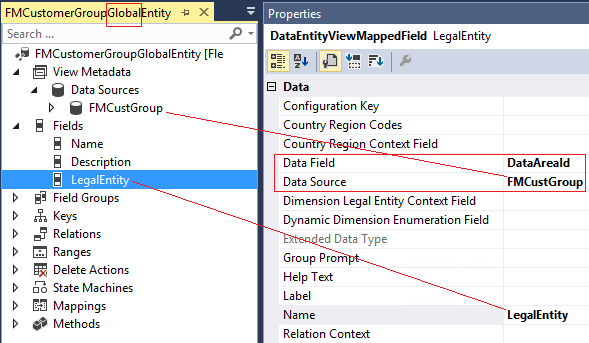 FMCustomerGroupGlobalEntity
Search ...
FMCustomerGroupGlobalEntity [Fle
View Metadata
Data Sources
FMCustGroup
Fields
Name
Description
LegalEntity
Field Groups
Keys
Relations
Ranges
Delete Actions
State Machines
Mappings
Methods
Properties
DataEntityViewMappedField LegalEntity
Data
Configuration Key
Country Region Codes
Country Region Context Field
Data Field DataAreaId
Data Source FMCustGroup
Dimension Legal Entity Context Field
Dynamic Dimension Enumeration Field
Extended Data Type
Group Prompt
Help Text
Label
Name LegalEntity
Relation Context